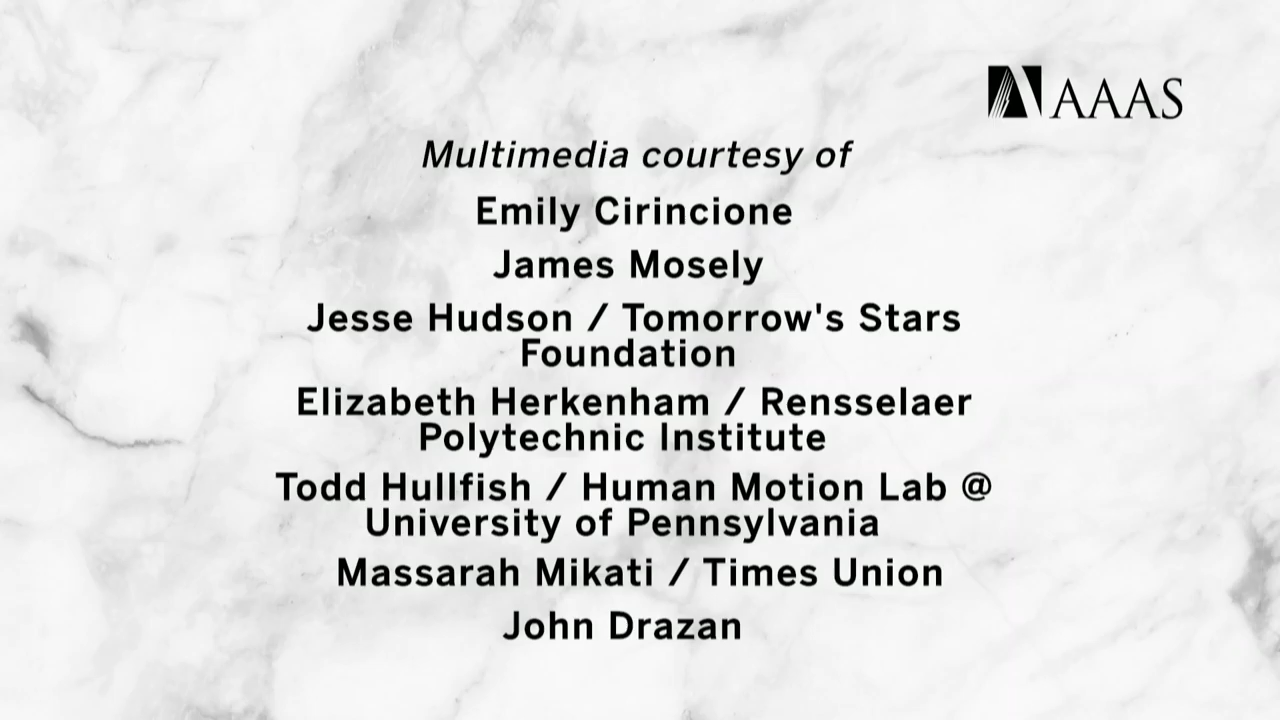 AAAS
Multimedia courtesy of
Emily Cirincione
James Mosely
Jesse Hudson / Tomorrow's Stars
Foundation
Elizabeth Herkenham / Rensselaer
Polytechnic Institute
Todd Hullfish / Human Motion Lab @
University of Pennsylvania
Massarah Mikati / Times Union
John Drazan